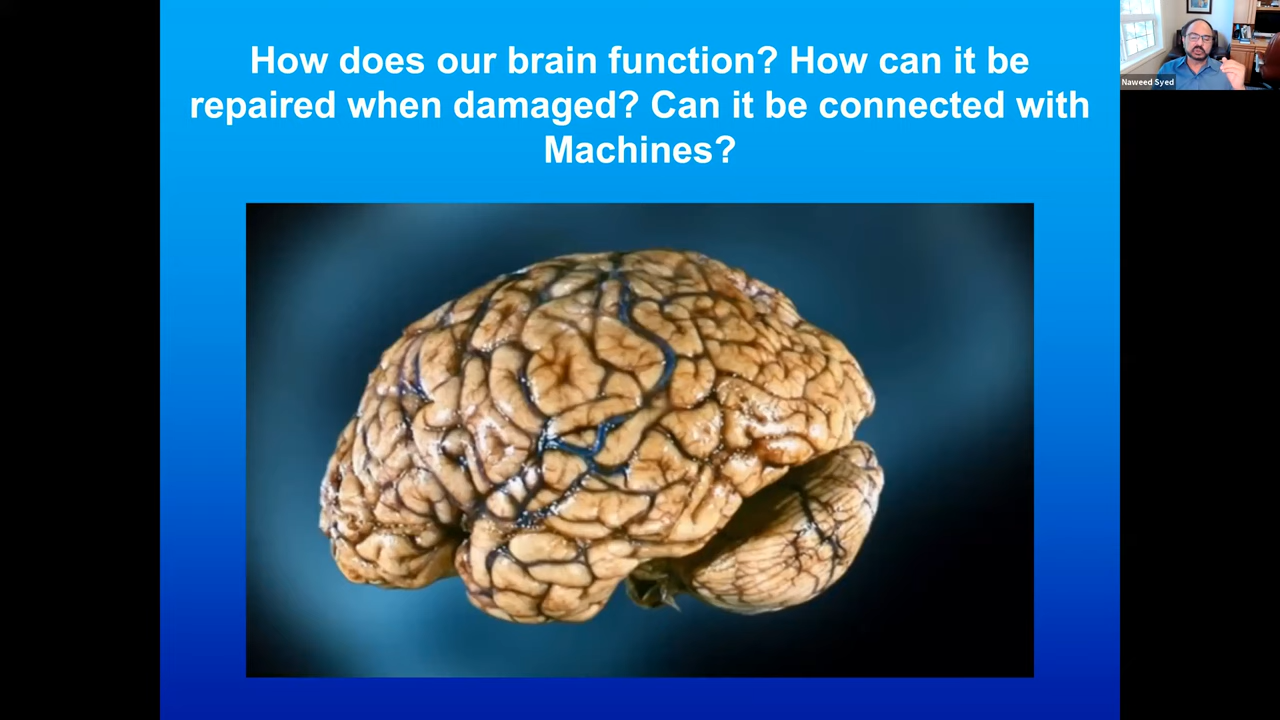 How does our brain function? How can it be
repaired when damaged? Can it be connected with
Machines?
Naweed Syed